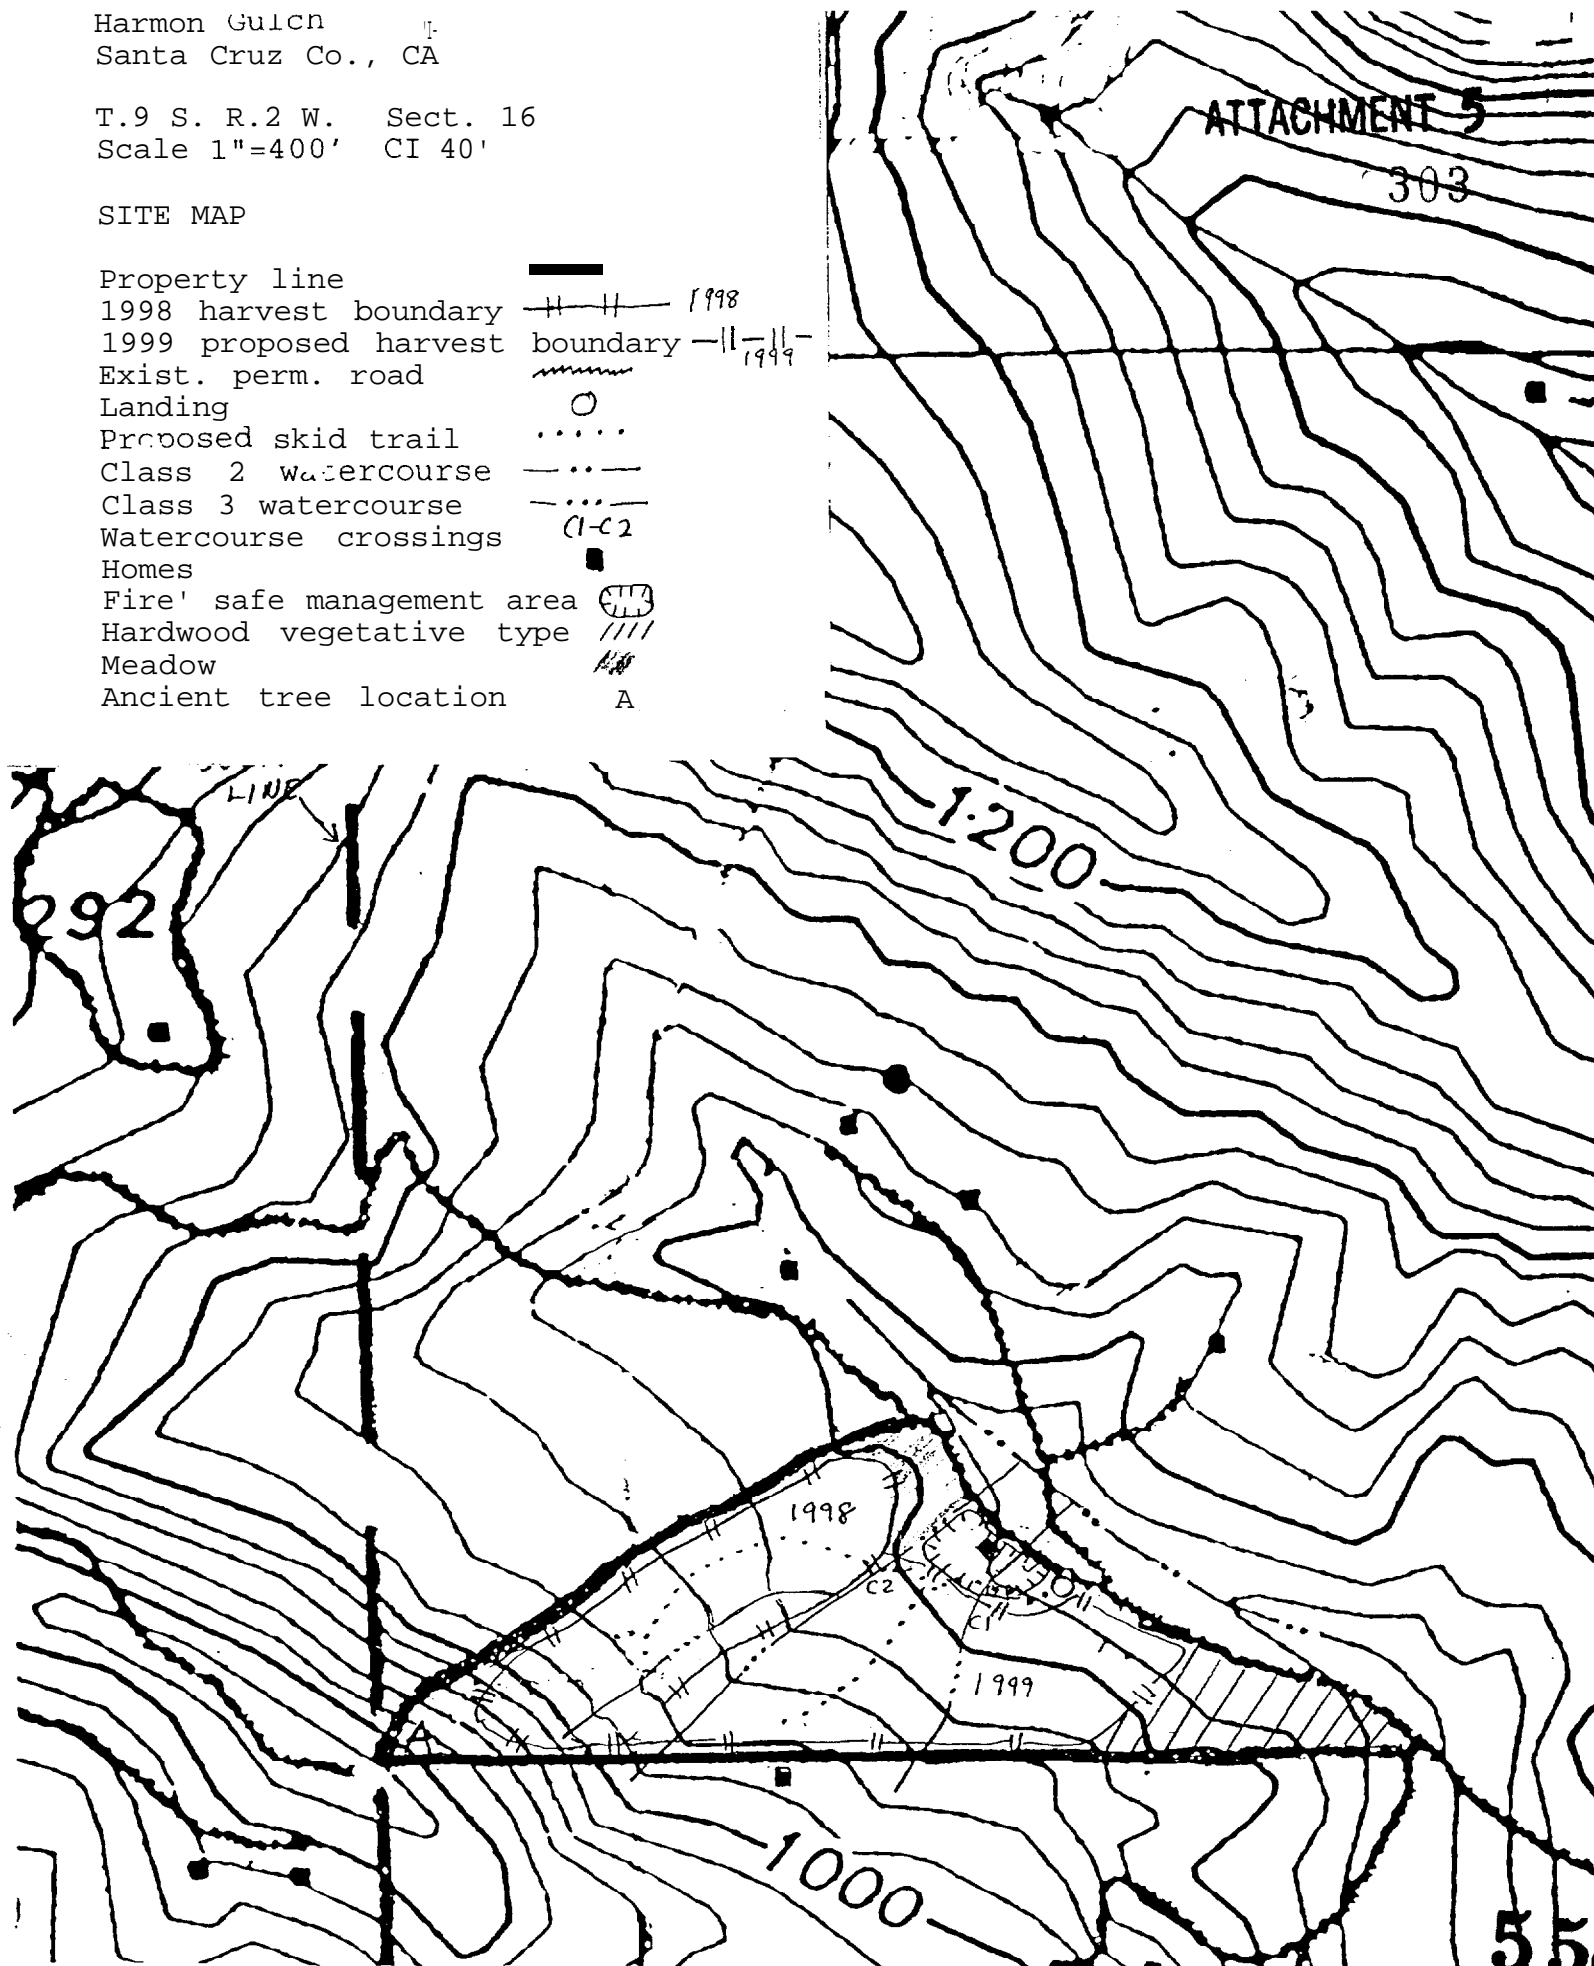 Harmon Gulch
Santa Cruz Co., CA
T.9 S. R.2 W. Sect. 16
Scale 1"=400' CI 40'
SITE MAP
Property line
1998 harvest boundary 1998
1999 proposed harvest boundary 1999
Exist. perm. road
Landing
Proposed skid trail
Class 2 watercourse
Class 3 watercourse
Watercourse crossings C1-C2
Homes
Fire' safe management area
Hardwood vegetative type
Meadow
Ancient tree location A
ATTACHMENT 5
303
LINE
1200
292
1998
C2
C1
1999
A
1000
55